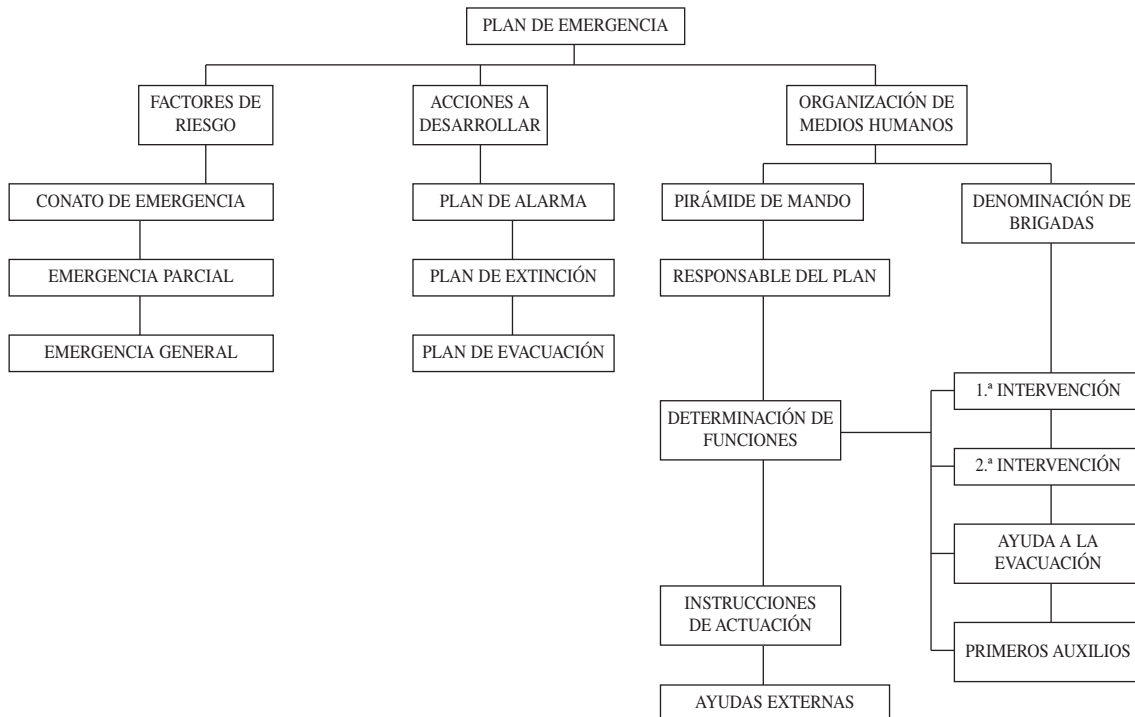 PLAN DE EMERGENCIA
FACTORES DE
RIESGO
ACCIONES A
DESARROLLAR
ORGANIZACIÓN DE
MEDIOS HUMANOS
CONATO DE EMERGENCIA
PLAN DE ALARMA
PIRÁMIDE DE MANDO
DENOMINACIÓN DE
BRIGADAS
EMERGENCIA PARCIAL
PLAN DE EXTINCIÓN
RESPONSABLE DEL PLAN
EMERGENCIA GENERAL
PLAN DE EVACUACIÓN
1.ª INTERVENCIÓN
DETERMINACIÓN DE
FUNCIONES
2.ª INTERVENCIÓN
AYUDA A LA
EVACUACIÓN
INSTRUCCIONES
DE ACTUACIÓN
PRIMEROS AUXILIOS
AYUDAS EXTERNAS